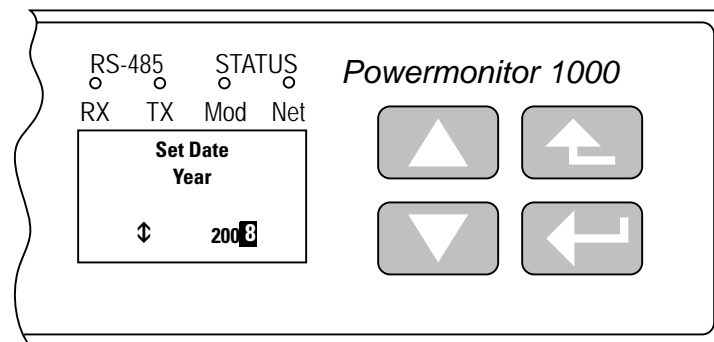 RS-485 STATUS
RX TX Mod Net
Powermonitor 1000
Set Date
Year
2008